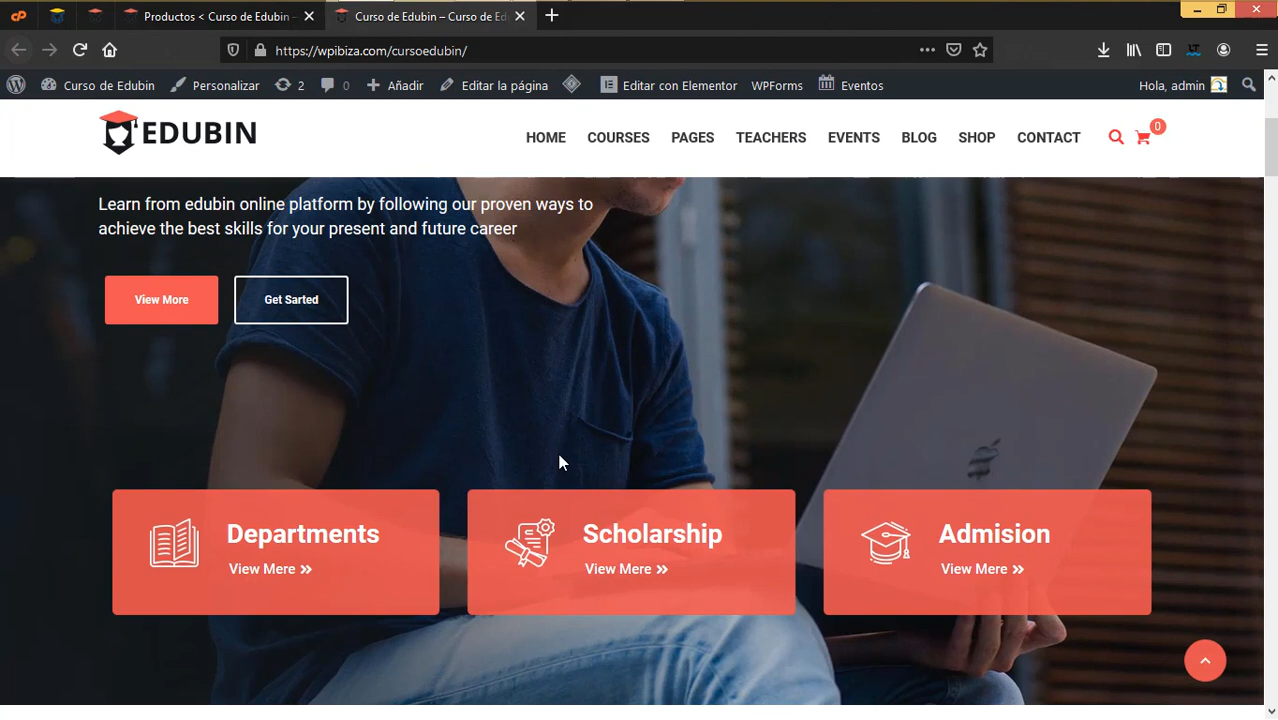 Productos < Curso de Edubin –
Curso de Edubin – Curso de Ed
https://wpibiza.com/cursoedubin/
Curso de Edubin
Personalizar
2
0
Añadir
Editar la página
Editar con Elementor
WPForms
Eventos
Hola, admin
EDUBIN
HOME
COURSES
PAGES
TEACHERS
EVENTS
BLOG
SHOP
CONTACT
0
Learn from edubin online platform by following our proven ways to
achieve the best skills for your present and future career
View More
Get Sarted
Departments
View More
Scholarship
View More
Admision
View More